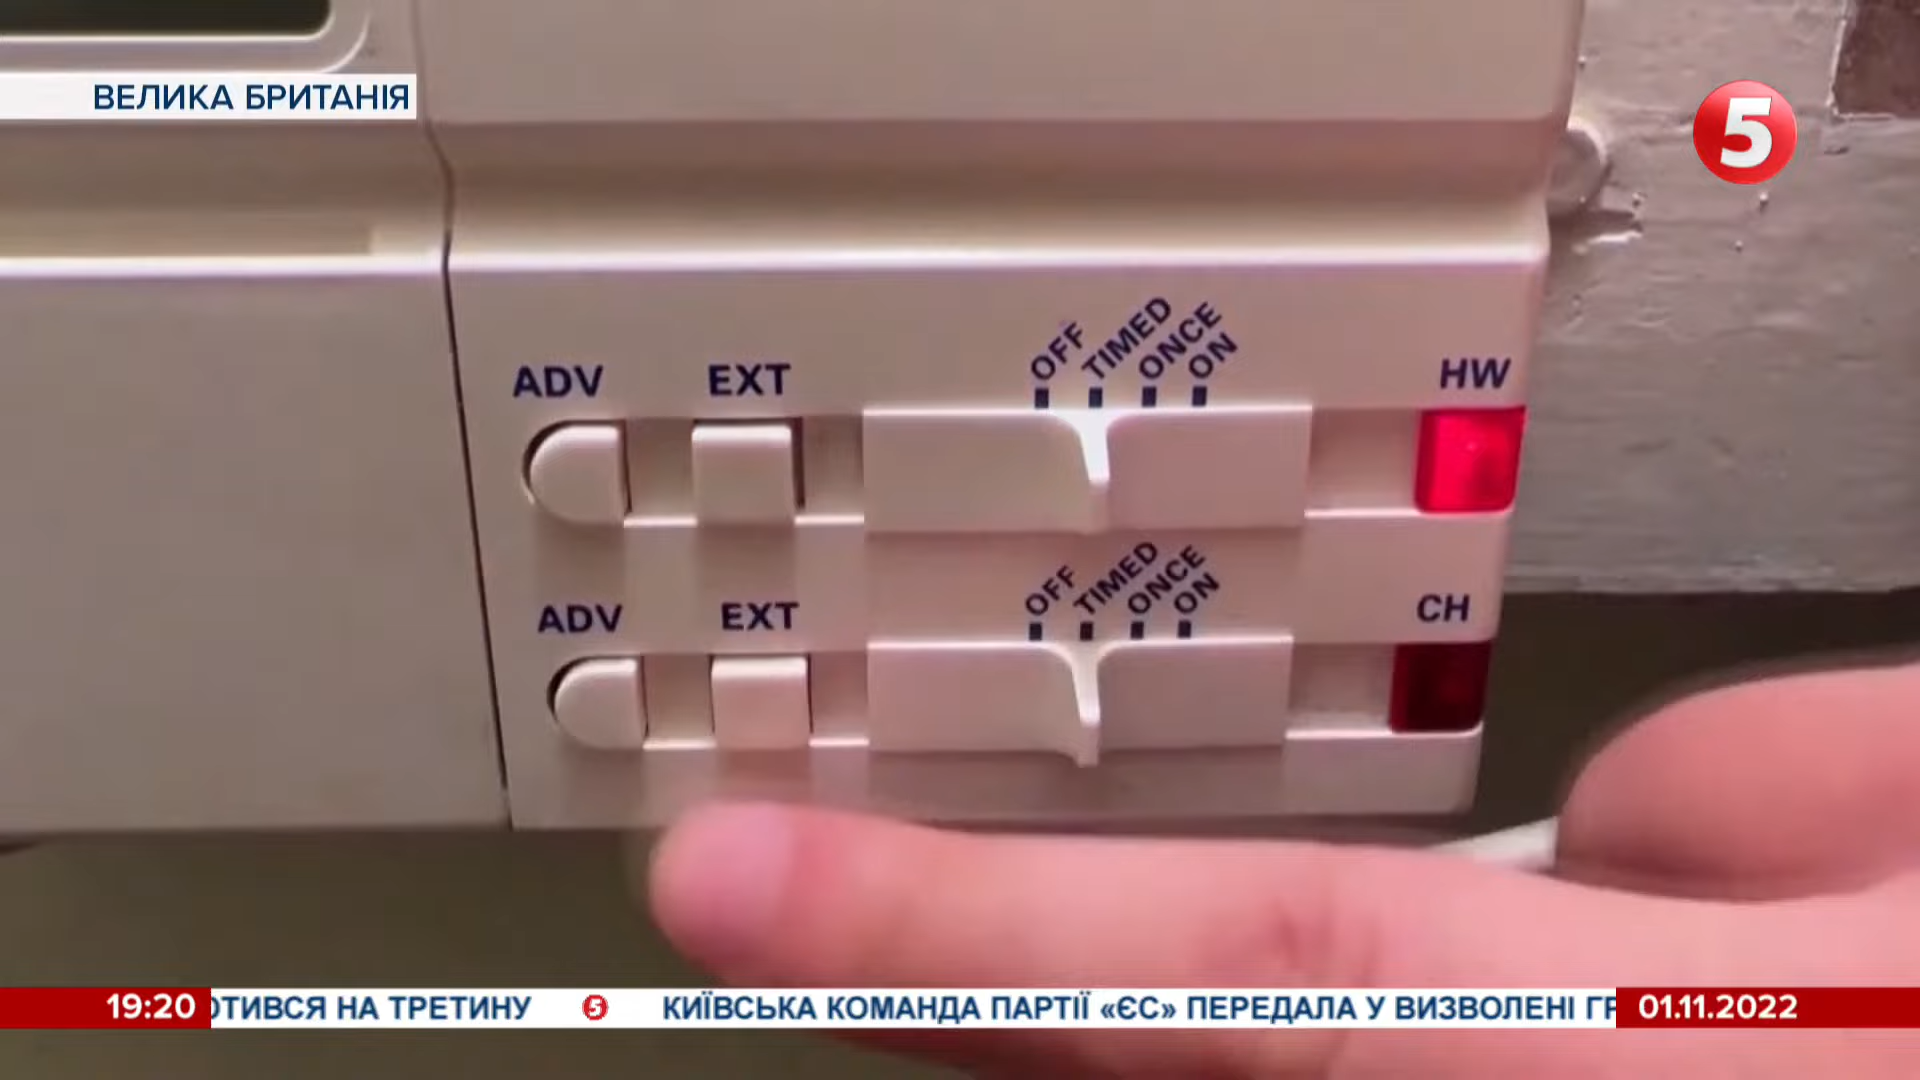 ВЕЛИКА БРИТАНІЯ
5
OFF TIMED ONCE ON
ADV EXT HW
OFF TIMED ONCE ON
ADV EXT CH
19:20 ОТИВСЯ НА ТРЕТИНУ 5 КИЇВСЬКА КОМАНДА ПАРТІЇ «ЄС» ПЕРЕДАЛА У ВИЗВОЛЕНІ ГР 01.11.2022